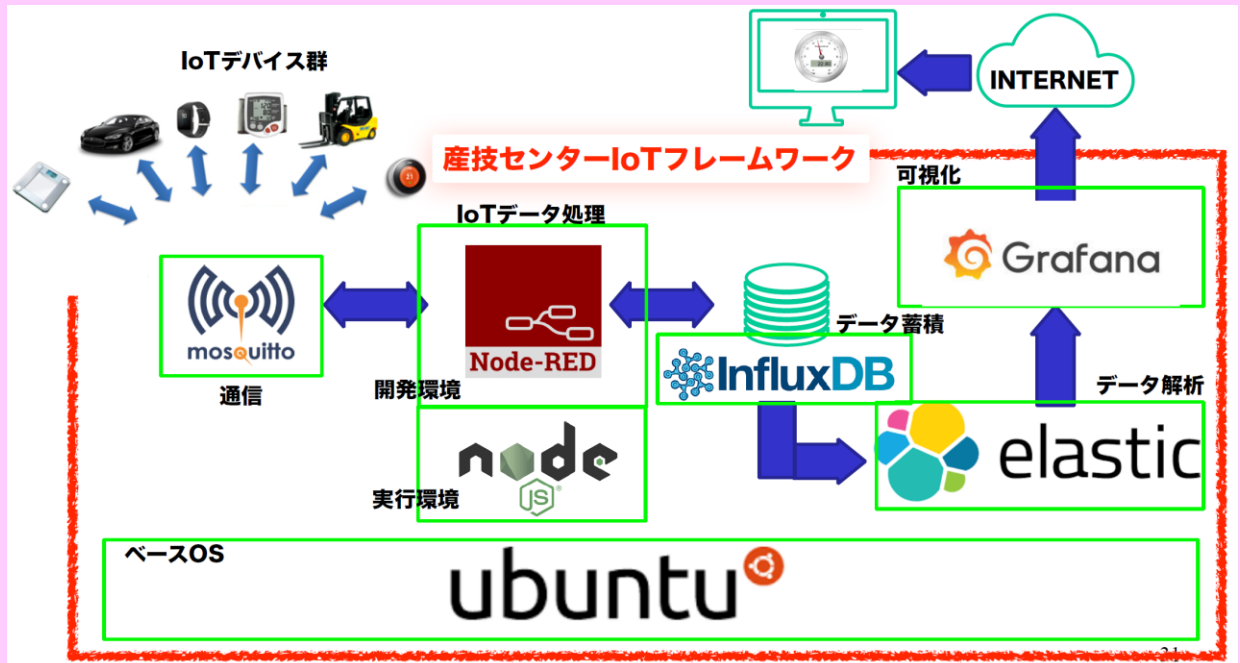 IoTデバイス群
INTERNET
産技センターIoTフレームワーク
可視化
IoTデータ処理
Grafana
mosquitto
Node-RED
データ蓄積
InfluxDB
通信
開発環境
データ解析
node
JS
elastic
実行環境
ベースOS
ubuntu